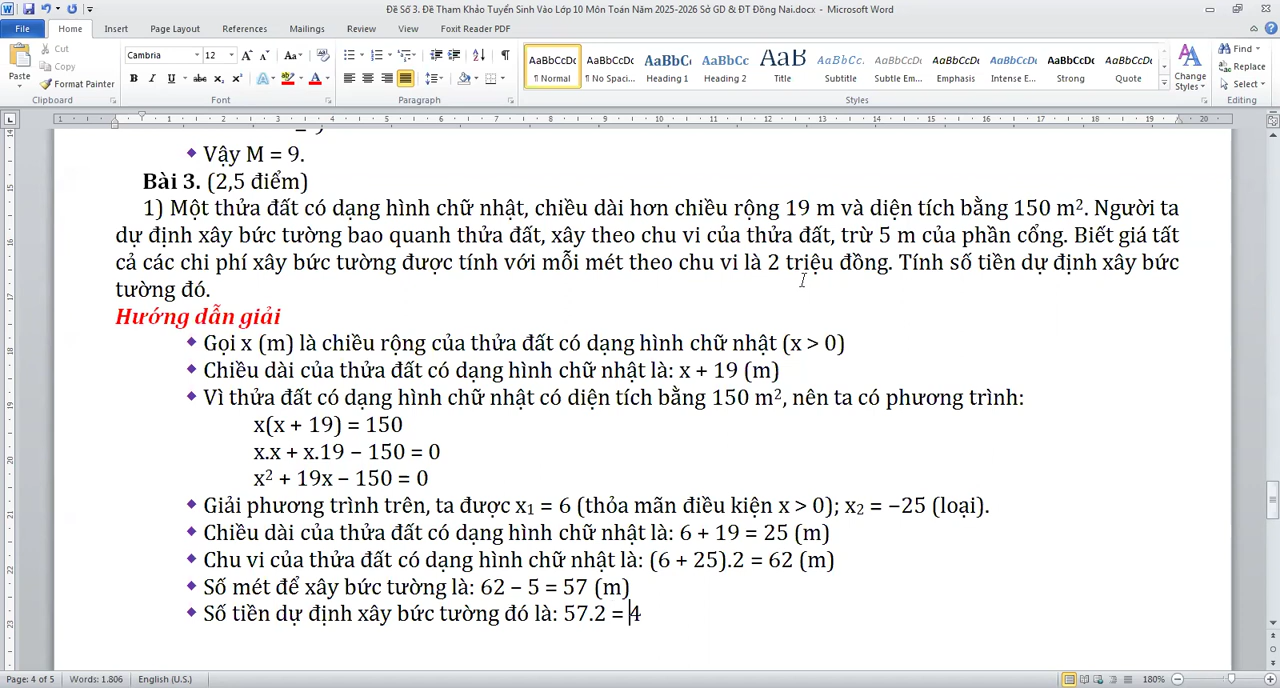 Đề Số 3. Đề Tham Khảo Tuyển Sinh Vào Lớp 10 Môn Toán Năm 2025-2026 Sở GD & ĐT Đồng Nai.docx - Microsoft Word
File Home Insert Page Layout References Mailings Review View Foxit Reader PDF
Paste
Cut
Copy
Format Painter
Clipboard
Cambria 12
Font
Paragraph
AaBbCcDc AaBbCcDc AaBbC AaBbCc AaB AaBbCc. AaBbCcDc AaBbCcDc AaBbCcDc AaBbCcDc AaBbCcDc
¶ Normal ¶ No Spaci... Heading 1 Heading 2 Title Subtitle Subtle Em... Emphasis Intense E... Strong Quote
Change Styles
Styles
Find
Replace
Select
Editing
Vậy M = 9.
Bài 3. (2,5 điểm)
1) Một thửa đất có dạng hình chữ nhật, chiều dài hơn chiều rộng 19 m và diện tích bằng 150 m². Người ta
dự định xây bức tường bao quanh thửa đất, xây theo chu vi của thửa đất, trừ 5 m của phần cổng. Biết giá tất
cả các chi phí xây bức tường được tính với mỗi mét theo chu vi là 2 triệu đồng. Tính số tiền dự định xây bức
tường đó.
Hướng dẫn giải
Gọi x (m) là chiều rộng của thửa đất có dạng hình chữ nhật (x > 0)
Chiều dài của thửa đất có dạng hình chữ nhật là: x + 19 (m)
Vì thửa đất có dạng hình chữ nhật có diện tích bằng 150 m², nên ta có phương trình:
x(x + 19) = 150
x.x + x.19 − 150 = 0
x² + 19x − 150 = 0
Giải phương trình trên, ta được x₁ = 6 (thỏa mãn điều kiện x > 0); x₂ = −25 (loại).
Chiều dài của thửa đất có dạng hình chữ nhật là: 6 + 19 = 25 (m)
Chu vi của thửa đất có dạng hình chữ nhật là: (6 + 25).2 = 62 (m)
Số mét để xây bức tường là: 62 − 5 = 57 (m)
Số tiền dự định xây bức tường đó là: 57.2 = 4
Page: 4 of 5 Words: 1.806 English (U.S.) 180%